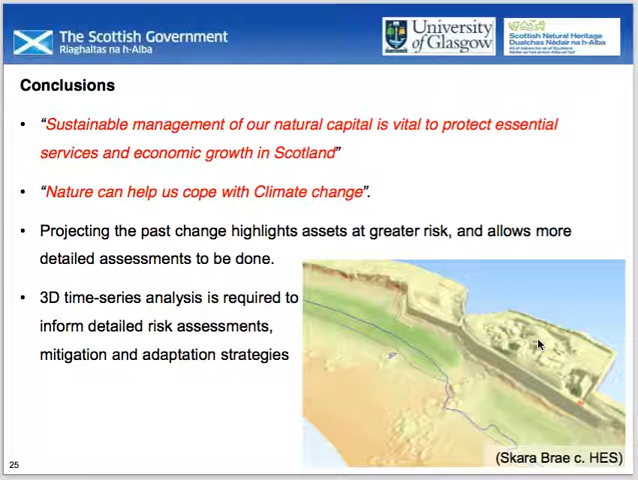 The Scottish Government
Riaghaltas na h-Alba
University
of Glasgow
Scottish Natural Heritage
Dualchas Nàdair na h-Alba
Conclusions
• “Sustainable management of our natural capital is vital to protect essential
services and economic growth in Scotland”
• “Nature can help us cope with Climate change”.
• Projecting the past change highlights assets at greater risk, and allows more
detailed assessments to be done.
• 3D time-series analysis is required to
inform detailed risk assessments,
mitigation and adaptation strategies
(Skara Brae c. HES)
25